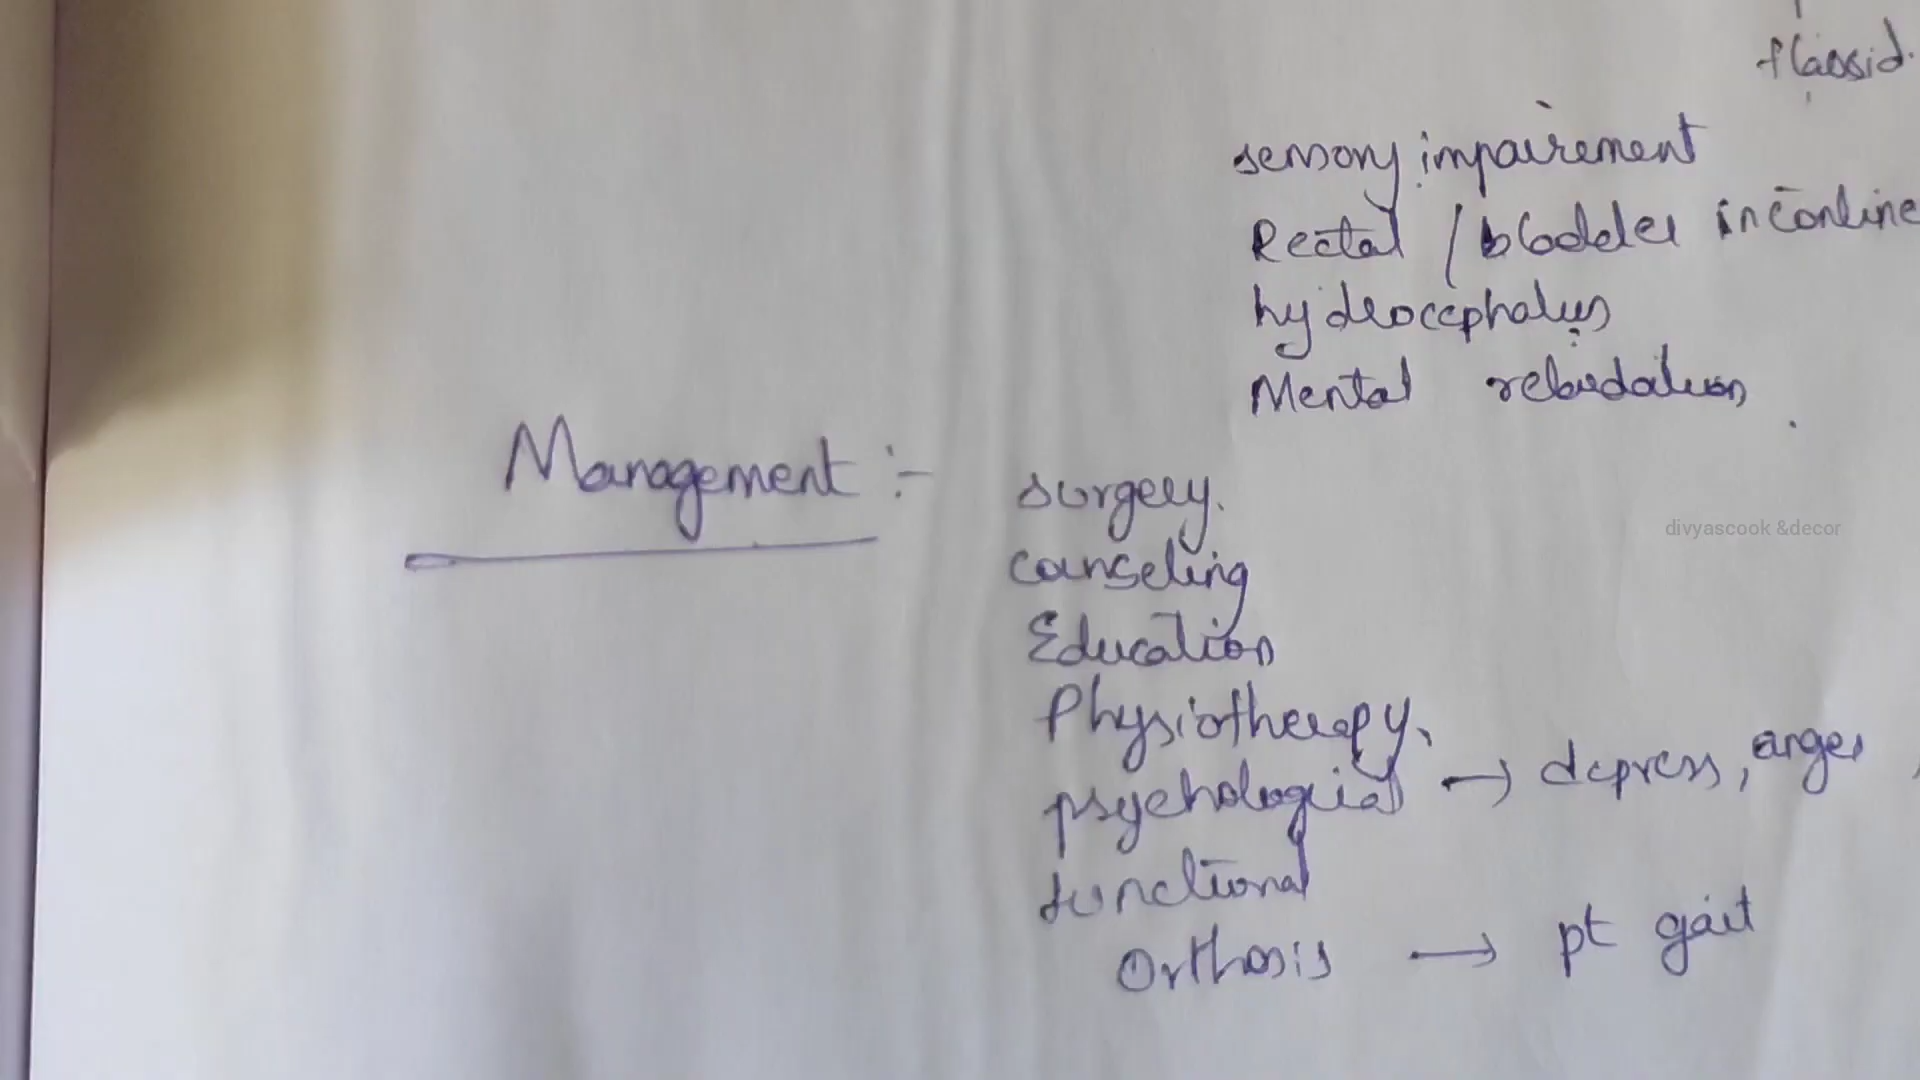 flassid.
sensory impairement
Rectal / bladder incontine
hydrocephalus
Mental retardation
Management :- surgery.
counseling
Education
Physiotherapy.
psychological → depress, anger,
functional
Orthosis → pt gait
divyascook &decor